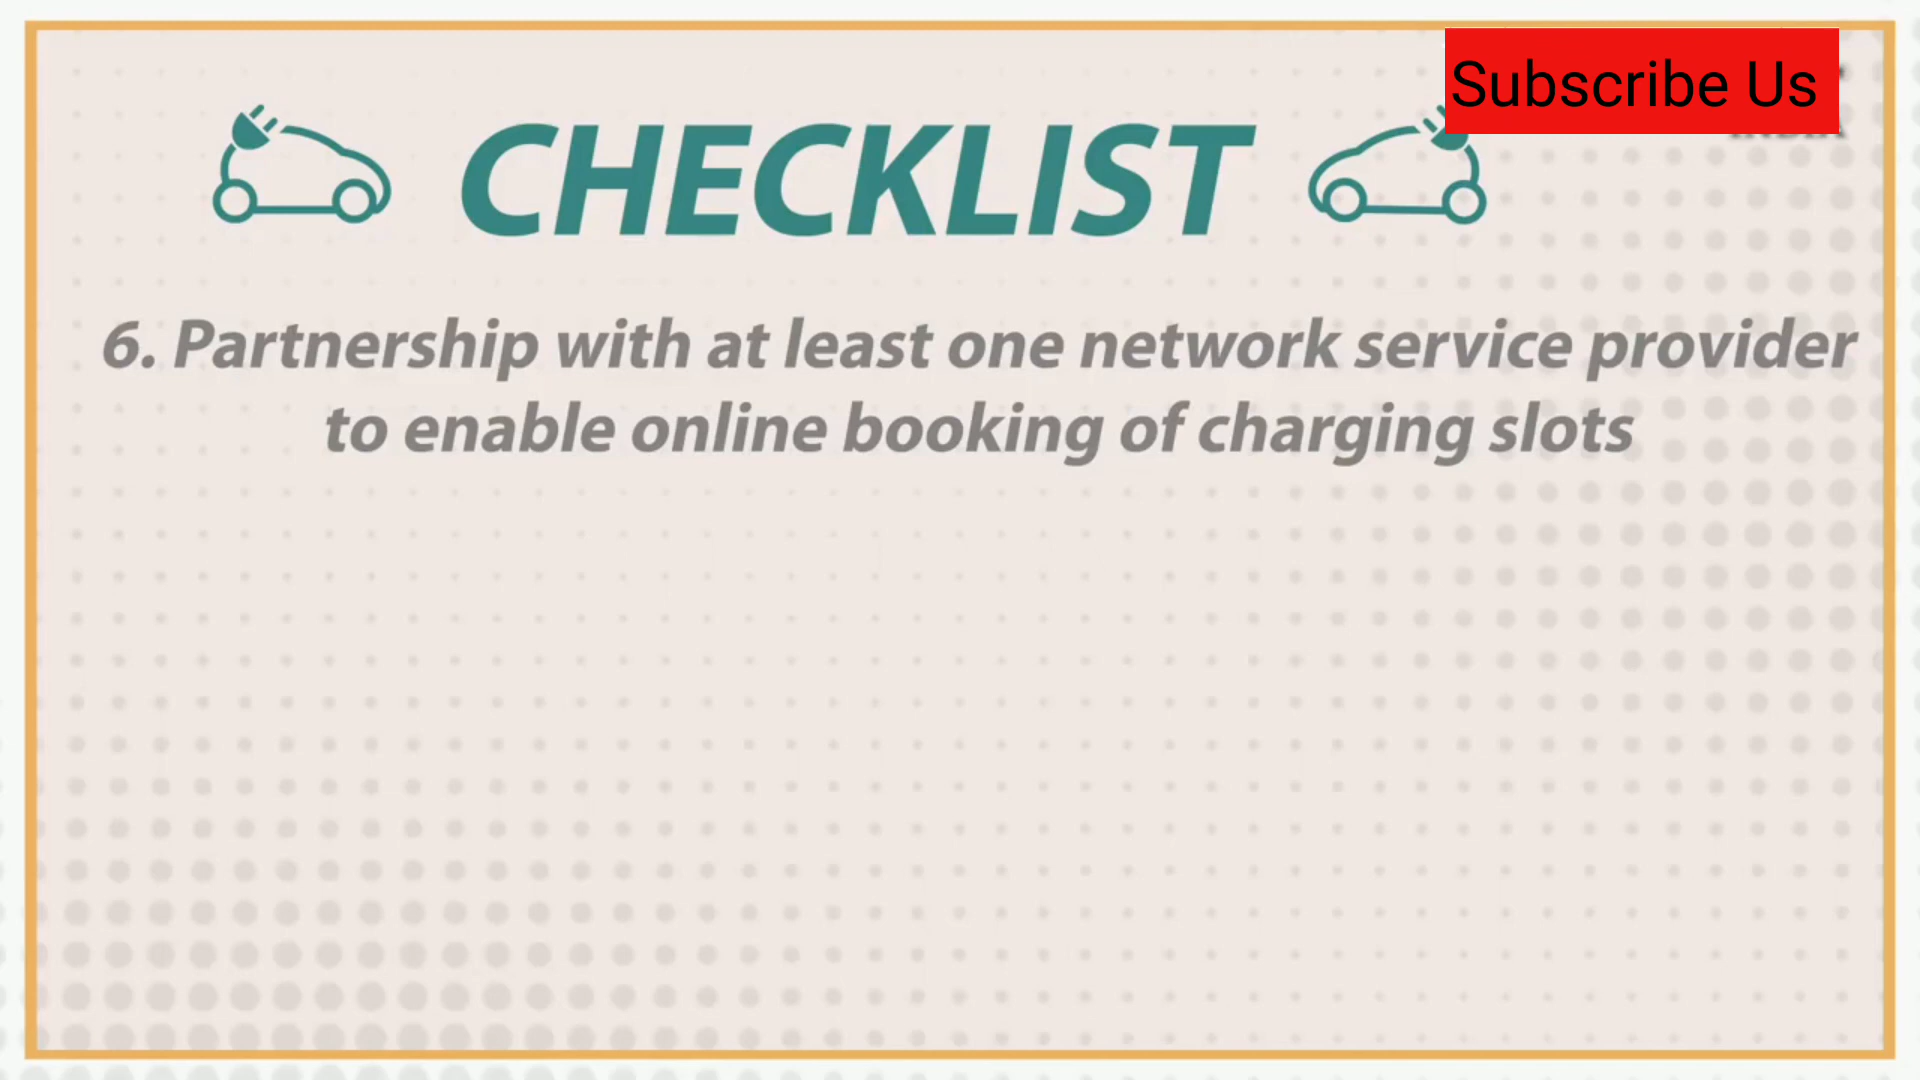 Subscribe Us
CHECKLIST
6. Partnership with at least one network service provider
to enable online booking of charging slots